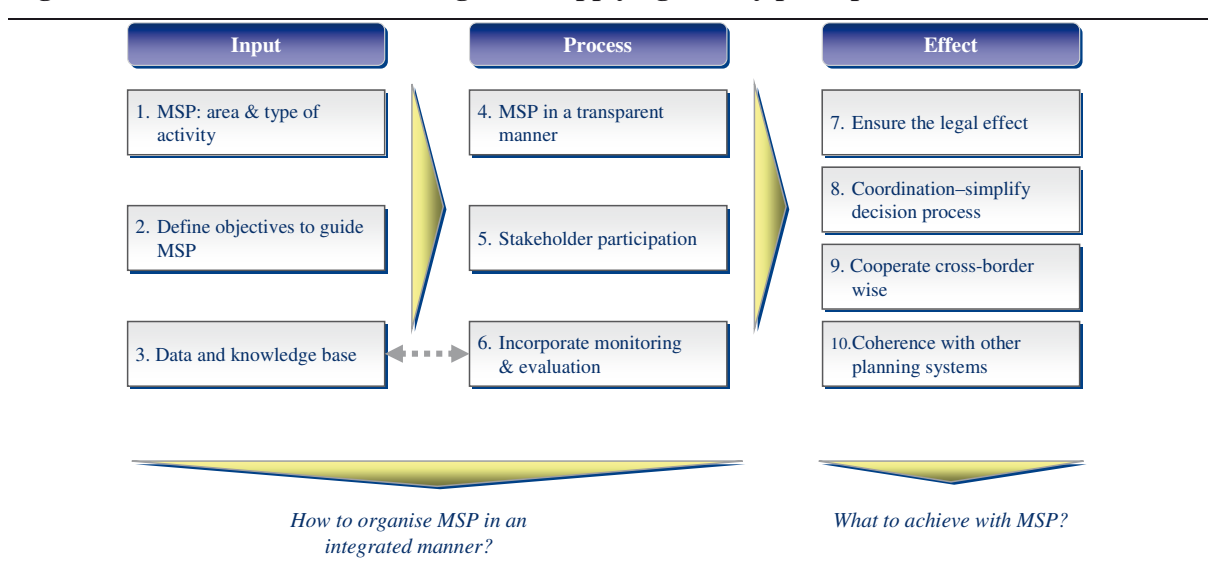 Input
Process
Effect
1. MSP: area & type of
activity
2. Define objectives to guide
MSP
3. Data and knowledge base
4. MSP in a transparent
manner
5. Stakeholder participation
6. Incorporate monitoring
& evaluation
7. Ensure the legal effect
8. Coordination–simplify
decision process
9. Cooperate cross-border
wise
10.Coherence with other
planning systems
How to organise MSP in an
integrated manner?
What to achieve with MSP?